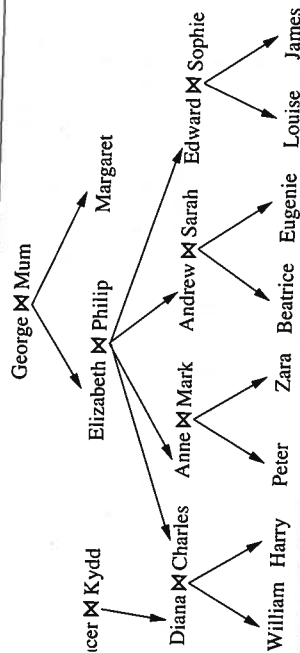 George ⋈ Mum
cer ⋈ Kydd
Elizabeth ⋈ Philip
Margaret
Diana ⋈ Charles
Anne ⋈ Mark
Andrew ⋈ Sarah
Edward ⋈ Sophie
William
Harry
Peter
Zara
Beatrice
Eugenie
Louise
James